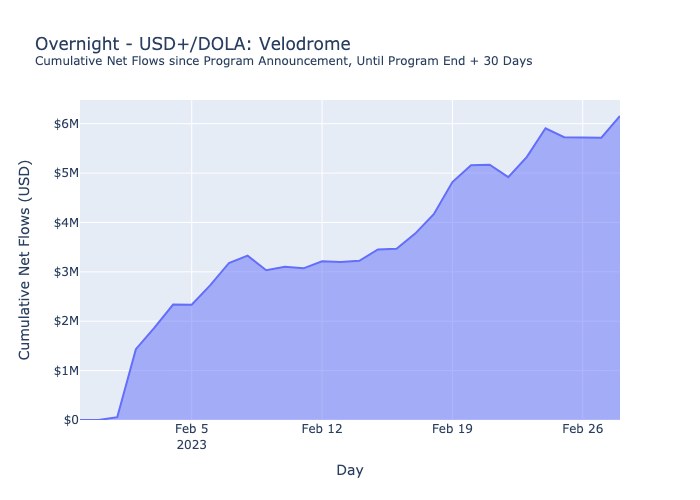 Overnight - USD+/DOLA: Velodrome
Cumulative Net Flows since Program Announcement, Until Program End + 30 Days
Cumulative Net Flows (USD)
$6M
$5M
$4M
$3M
$2M
$1M
$0
Feb 5
2023
Feb 12
Feb 19
Feb 26
Day